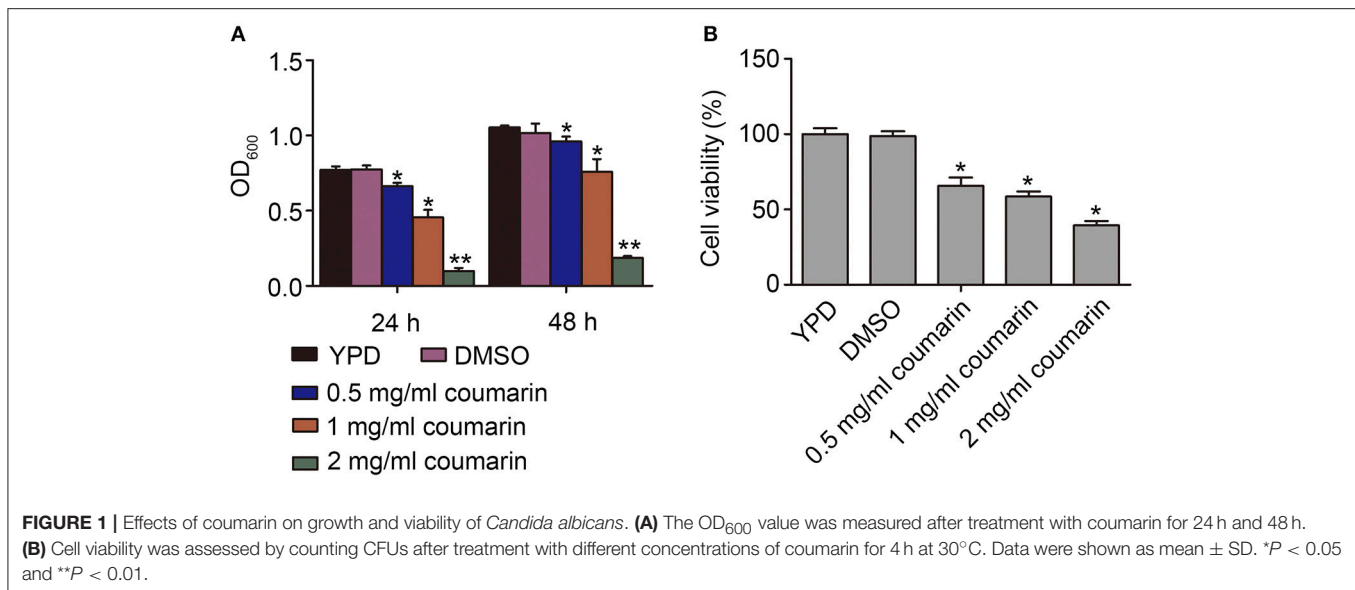 A
1.5
1.0
0.5
0.0
OD600
*
*
**
*
*
**
24 h
48 h
YPD
DMSO
0.5 mg/ml coumarin
1 mg/ml coumarin
2 mg/ml coumarin
B
150
100
50
0
Cell viability (%)
*
*
*
YPD
DMSO
0.5 mg/ml coumarin
1 mg/ml coumarin
2 mg/ml coumarin
FIGURE 1 | Effects of coumarin on growth and viability of Candida albicans. (A) The OD600 value was measured after treatment with coumarin for 24 h and 48 h.
(B) Cell viability was assessed by counting CFUs after treatment with different concentrations of coumarin for 4 h at 30°C. Data were shown as mean ± SD. *P < 0.05
and **P < 0.01.